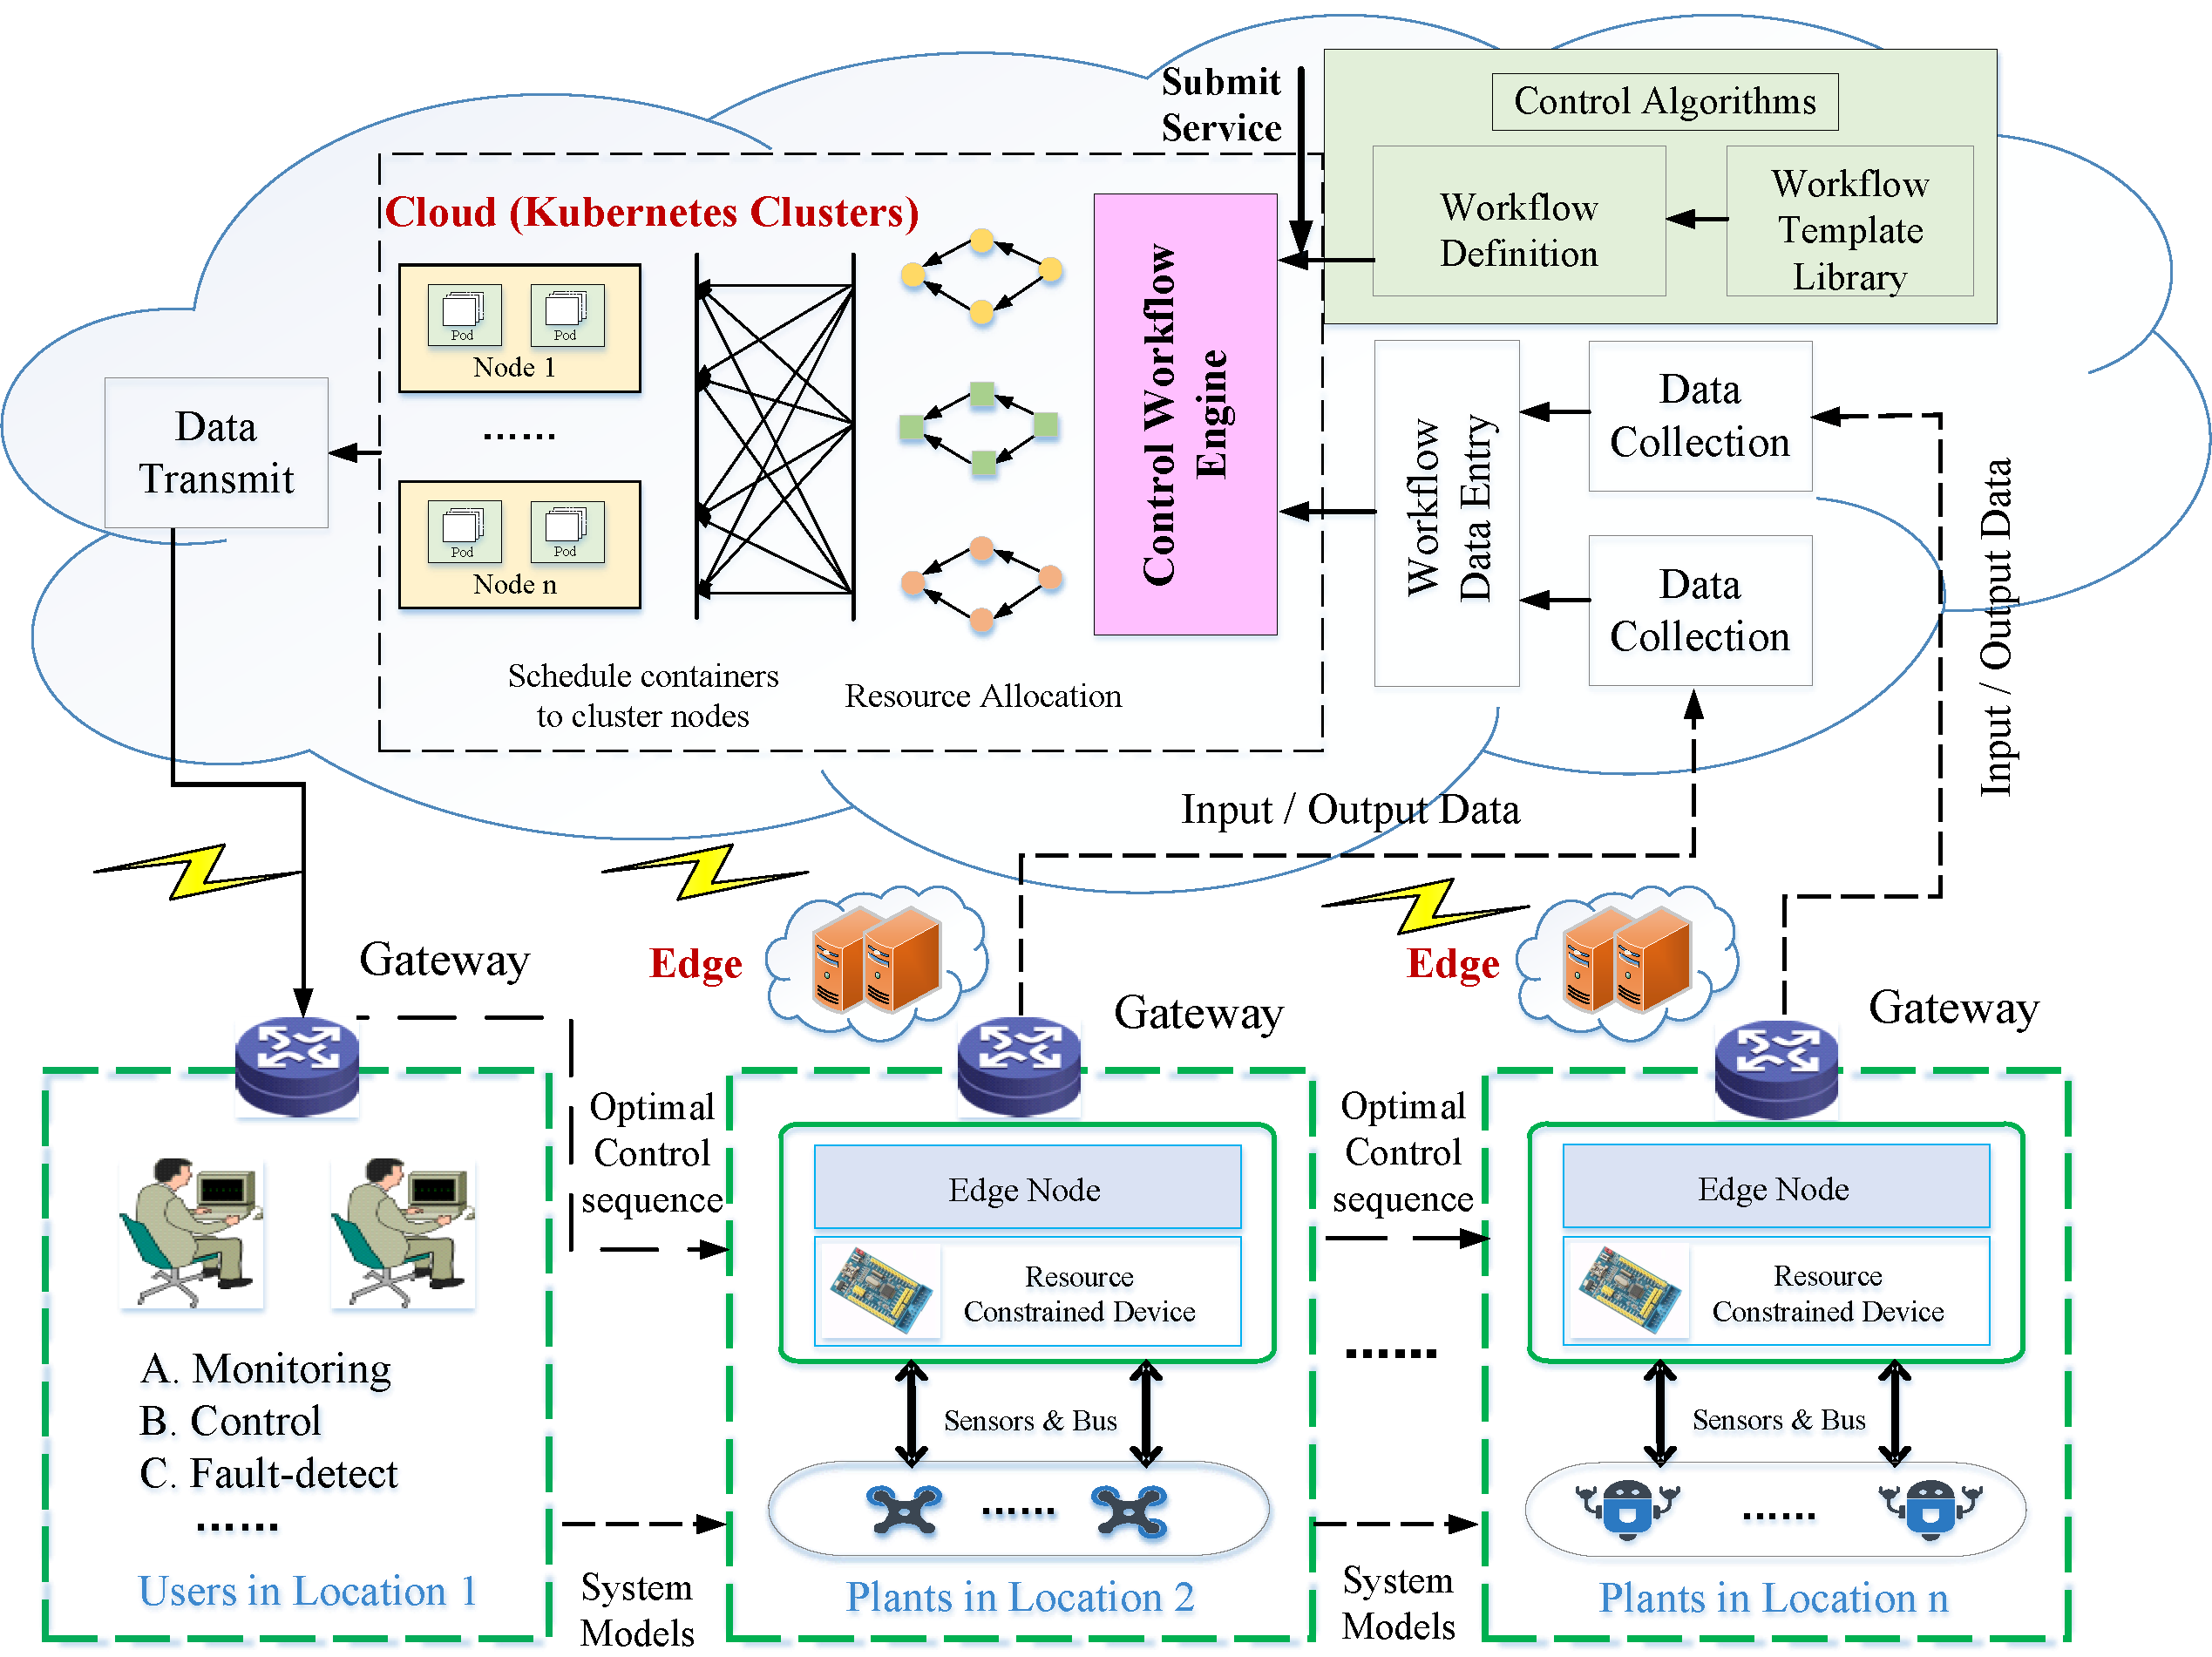 Submit
Service
Control Algorithms
Workflow
Definition
Workflow
Template
Library
Cloud (Kubernetes Clusters)
Pod
Pod
Node 1
......
Pod
Pod
Node n
Schedule containers
to cluster nodes
Resource Allocation
Control Workflow
Engine
Workflow
Data Entry
Data
Collection
Data
Collection
Data
Transmit
Input / Output Data
Input / Output Data
Gateway
Edge
Gateway
Edge
Gateway
Optimal
Control
sequence
Optimal
Control
sequence
Edge Node
Resource
Constrained Device
Sensors & Bus
......
Plants in Location 2
......
Edge Node
Resource
Constrained Device
Sensors & Bus
......
Plants in Location n
A. Monitoring
B. Control
C. Fault-detect
......
Users in Location 1
System
Models
System
Models